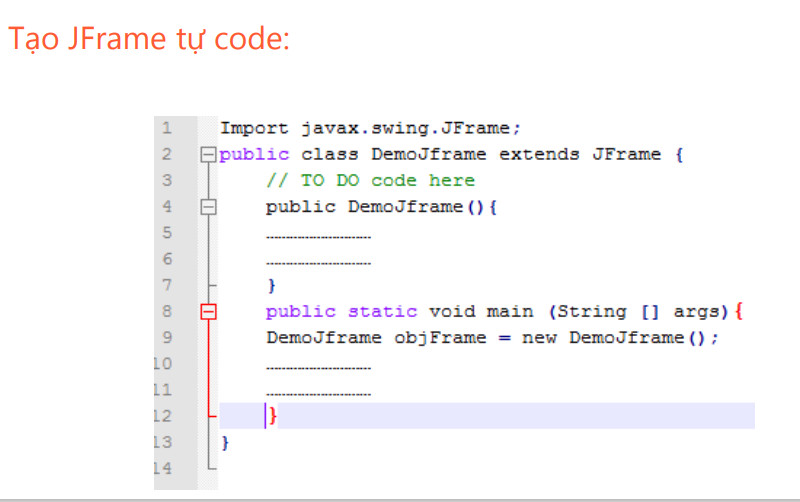 Tạo JFrame tự code:
1 Import javax.swing.JFrame;
2 public class DemoJframe extends JFrame {
3 // TO DO code here
4 public DemoJframe(){
5 ................................
6 ................................
7 }
8 public static void main (String [] args){
9 DemoJframe objFrame = new DemoJframe();
10 ................................
11 ................................
12 }
13 }
14